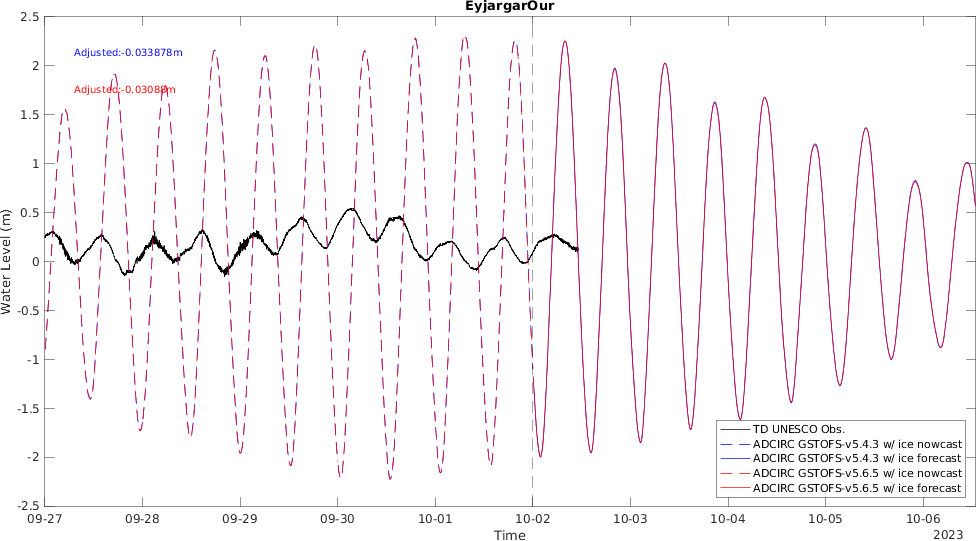 EyjargarOur
2.5
2
1.5
1
0.5
0
-0.5
-1
-1.5
-2
-2.5
Water Level (m)
Adjusted:-0.033878m
Adjusted:-0.03080m
TD UNESCO Obs.
ADCIRC GSTOFS-v5.4.3 w/ ice nowcast
ADCIRC GSTOFS-v5.4.3 w/ ice forecast
ADCIRC GSTOFS-v5.6.5 w/ ice nowcast
ADCIRC GSTOFS-v5.6.5 w/ ice forecast
09-27 09-28 09-29 09-30 10-01 10-02 10-03 10-04 10-05 10-06
Time
2023